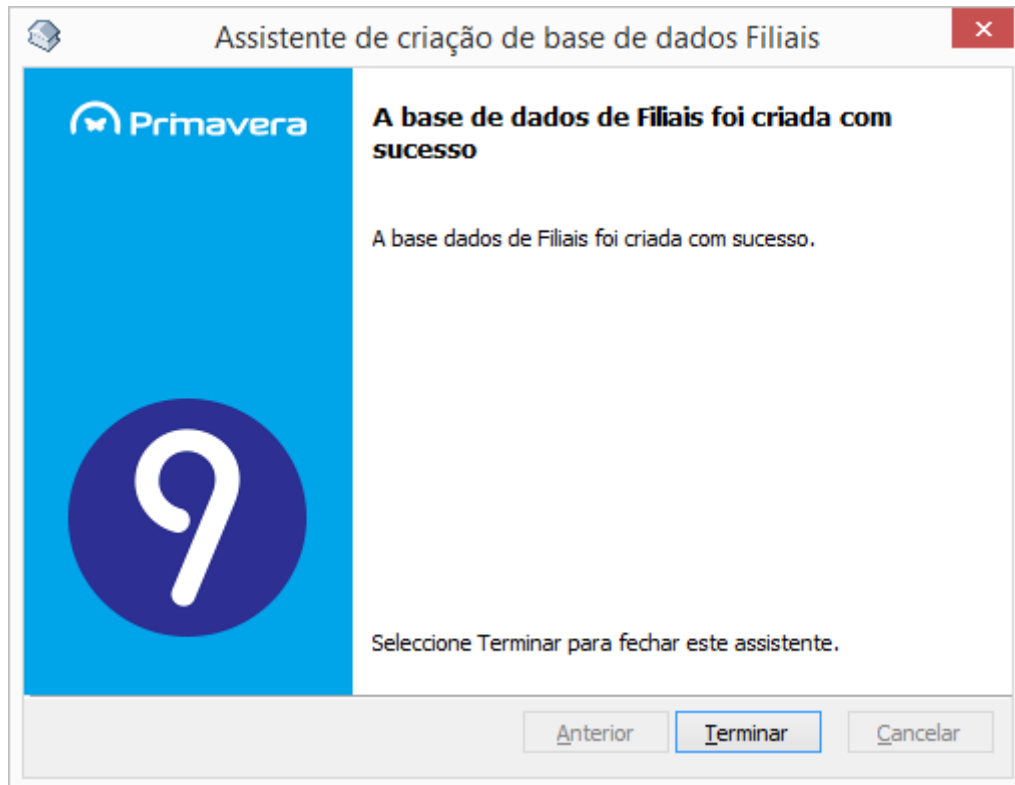 Assistente de criação de base de dados Filiais
Primavera
A base de dados de Filiais foi criada com
sucesso
A base dados de Filiais foi criada com sucesso.
9
Seleccione Terminar para fechar este assistente.
Anterior Terminar Cancelar